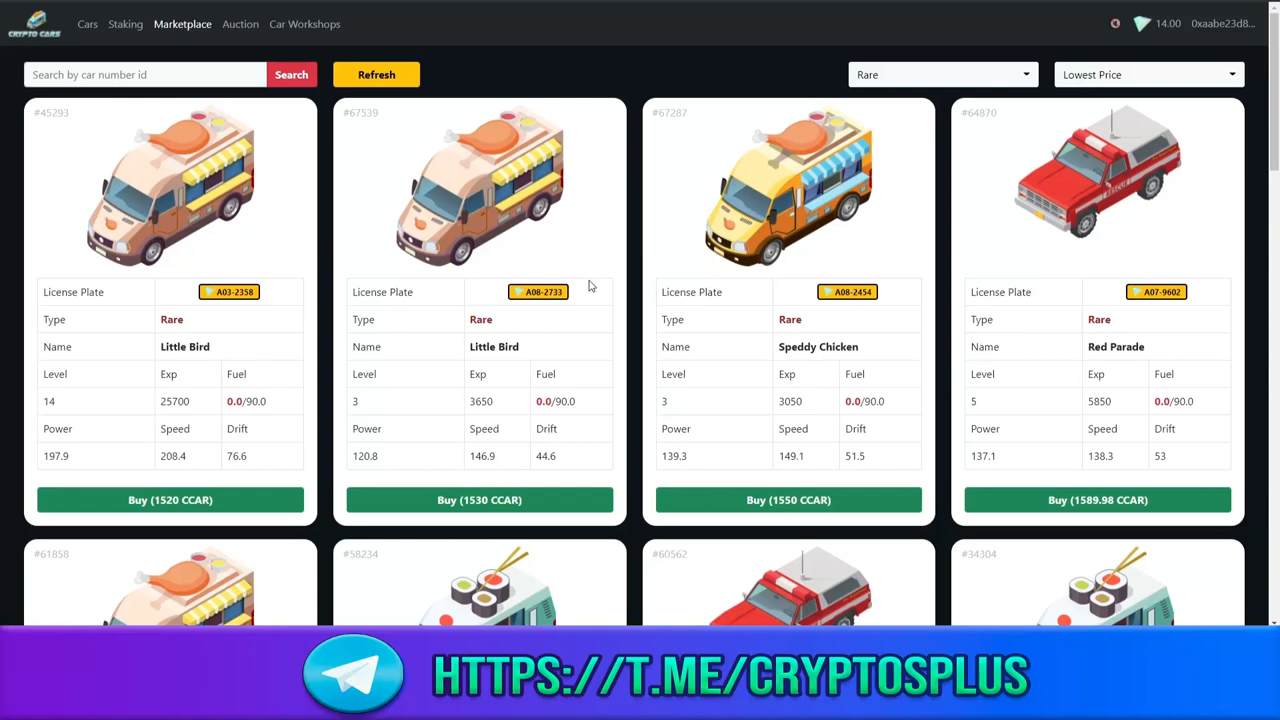 CRYPTO CARS
Cars Staking Marketplace Auction Car Workshops
14.00 0xaabe23d8...
Search by car number id Search Refresh Rare Lowest Price
#45293
License Plate A03-2358
Type Rare
Name Little Bird
Level Exp Fuel
14 25700 0.0/90.0
Power Speed Drift
197.9 208.4 76.6
Buy (1520 CCAR)
#67539
License Plate A08-2733
Type Rare
Name Little Bird
Level Exp Fuel
3 3650 0.0/90.0
Power Speed Drift
120.8 146.9 44.6
Buy (1530 CCAR)
#67287
License Plate A08-2454
Type Rare
Name Speddy Chicken
Level Exp Fuel
3 3050 0.0/90.0
Power Speed Drift
139.3 149.1 51.5
Buy (1550 CCAR)
#64870
RESCUE
License Plate A07-9602
Type Rare
Name Red Parade
Level Exp Fuel
5 5850 0.0/90.0
Power Speed Drift
137.1 138.3 53
Buy (1589.98 CCAR)
#61858
#58234
#60562
#34304
HTTPS://T.ME/CRYPTOSPLUS